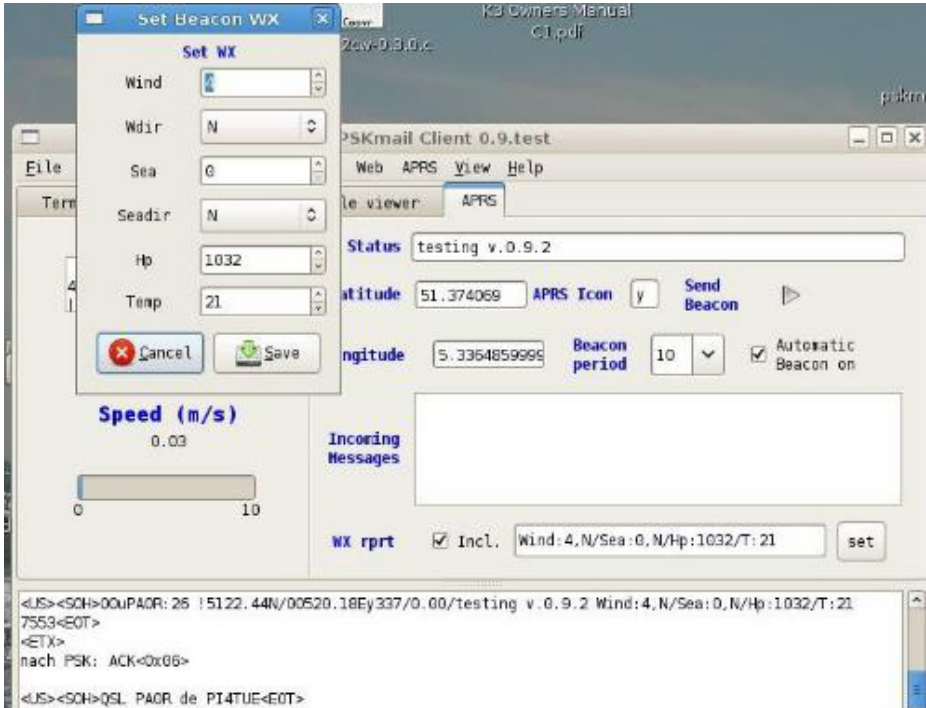 Set Beacon WX
K3 Owners Manual
C1.pdf
Set WX
Wind
Wdir N
Sea 0
Seadir N
Hp 1032
Temp 21
Cancel Save
PSKmail Client 0.9.test
File Web APRS View Help
APRS
Status testing v.0.9.2
51.374069 APRS Icon y Send Beacon
5.3364859999 Beacon period 10 Automatic Beacon on
Speed (m/s)
0.03
0 10
Incoming Messages
WX rprt Incl. Wind:4,N/Sea:0,N/Hp:1032/T:21 set
<US><SOH>00uPA0R:26 !5122.44N/00520.18Ey337/0.00/testing v.0.9.2 Wind:4,N/Sea:0,N/Hp:1032/T:21
7553<EOT>
<ETX>
nach PSK: ACK<0x06>
<US><SOH>QSL PA0R de PI4TUE<EOT>